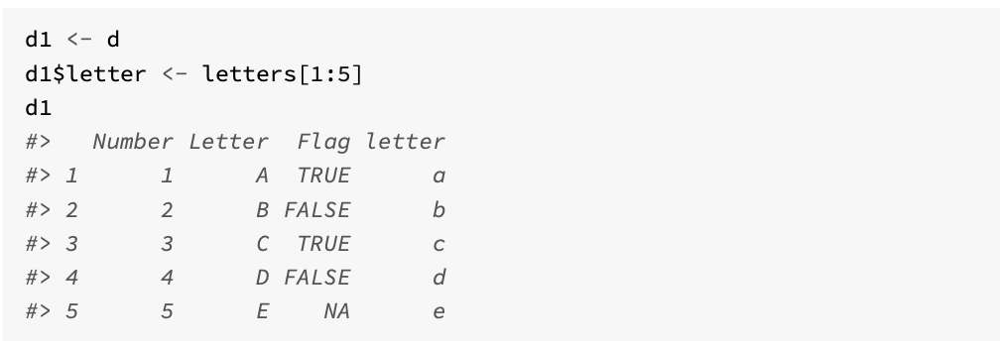 d1 <- d
d1$letter <- letters[1:5]
d1
#>   Number Letter  Flag letter
#> 1      1      A  TRUE      a
#> 2      2      B FALSE      b
#> 3      3      C  TRUE      c
#> 4      4      D FALSE      d
#> 5      5      E    NA      e